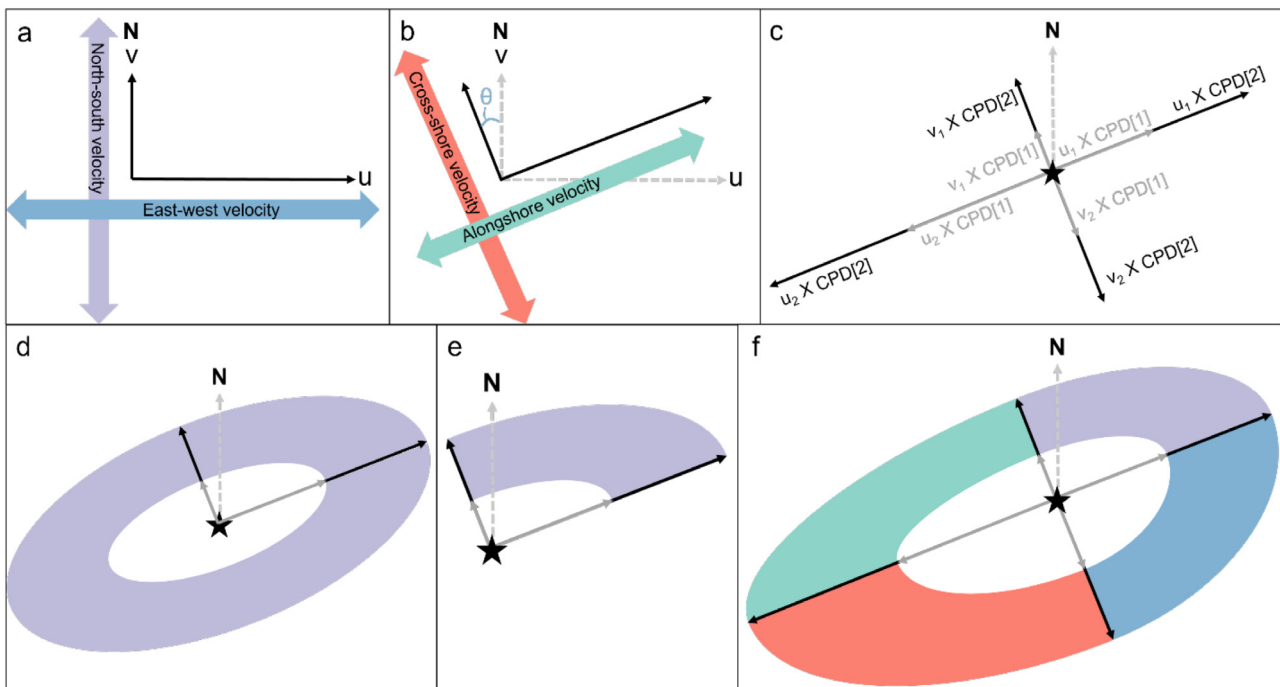 a
N
v
North-south velocity
u
East-west velocity
b
N
v
θ
Cross-shore velocity
Alongshore velocity
u
c
N
v₁ X CPD[2]
u₁ X CPD[2]
v₁ X CPD[1]
u₁ X CPD[1]
u₂ X CPD[1]
v₂ X CPD[1]
u₂ X CPD[2]
v₂ X CPD[2]
d
N
e
N
f
N